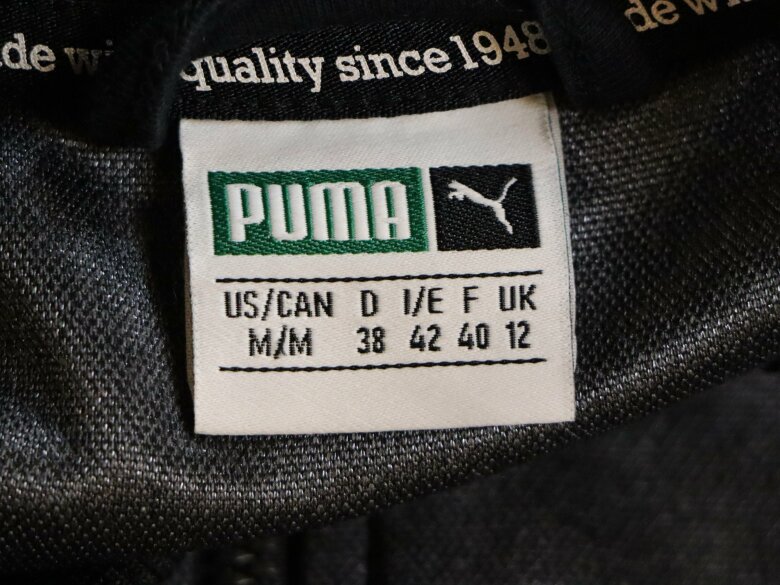 quality since 1948
PUMA
US/CAN D I/E F UK
M/M 38 42 40 12